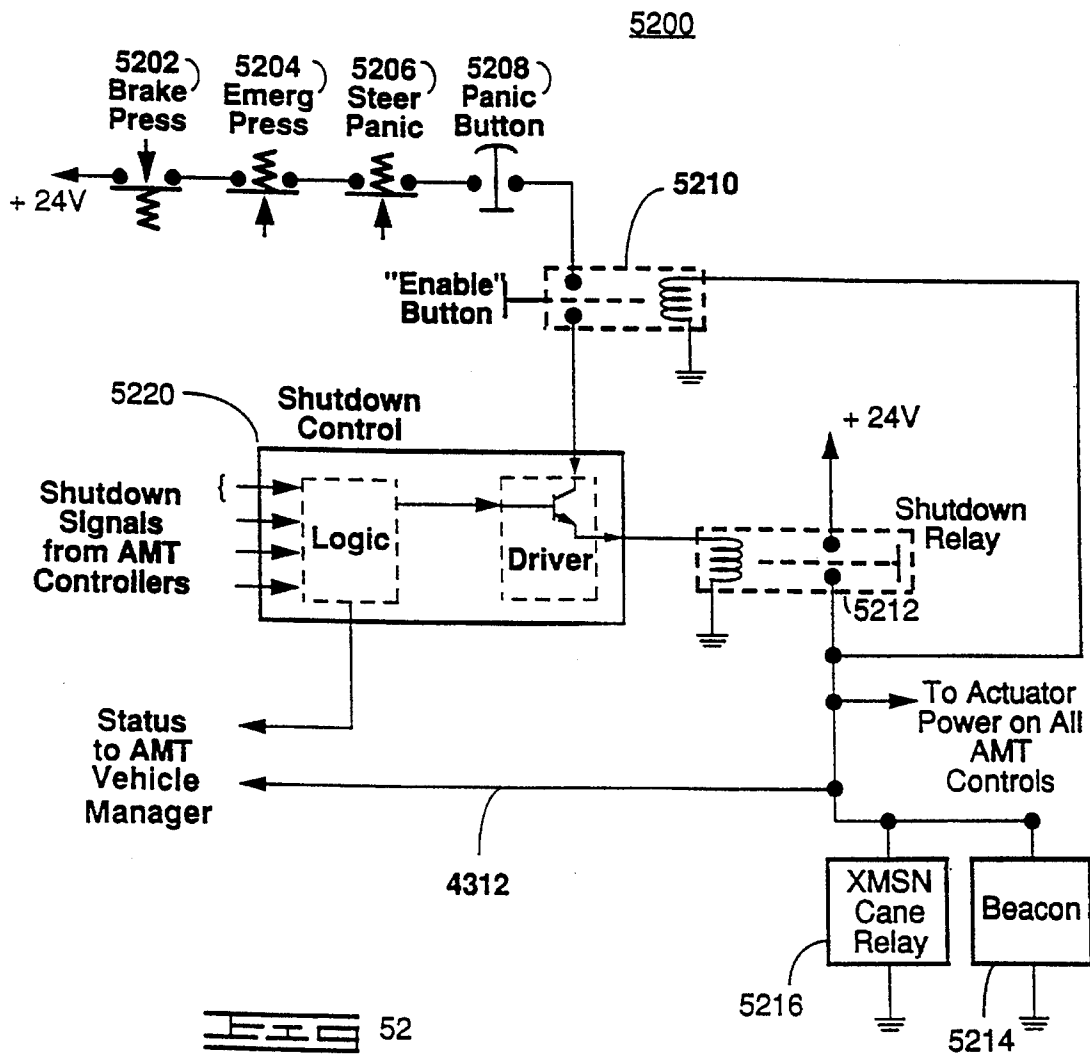 5200
5202
Brake
Press
5204
Emerg
Press
5206
Steer
Panic
5208
Panic
Button
+ 24V
5210
"Enable"
Button
5220
Shutdown
Control
+ 24V
Shutdown
Signals
from AMT
Controllers
{
Logic
Driver
Shutdown
Relay
5212
To Actuator
Power on All
AMT
Controls
Status
to AMT
Vehicle
Manager
4312
XMSN
Cane
Relay
Beacon
5216
5214
FIG 52